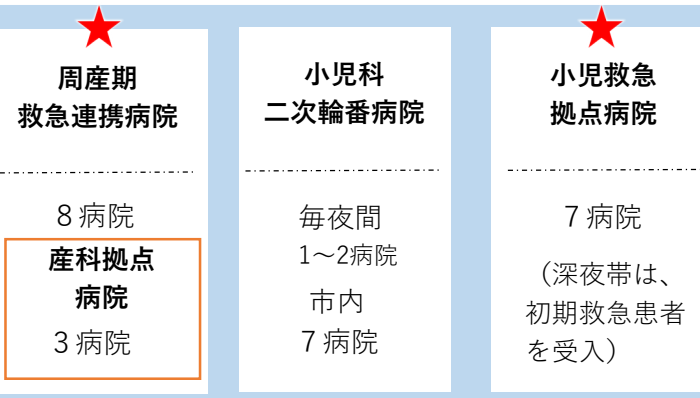 周産期
救急連携病院
8病院
産科拠点
病院
3病院
小児科
二次輪番病院
毎夜間
1～2病院
市内
7病院
小児救急
拠点病院
7病院
（深夜帯は、
初期救急患者
を受入）